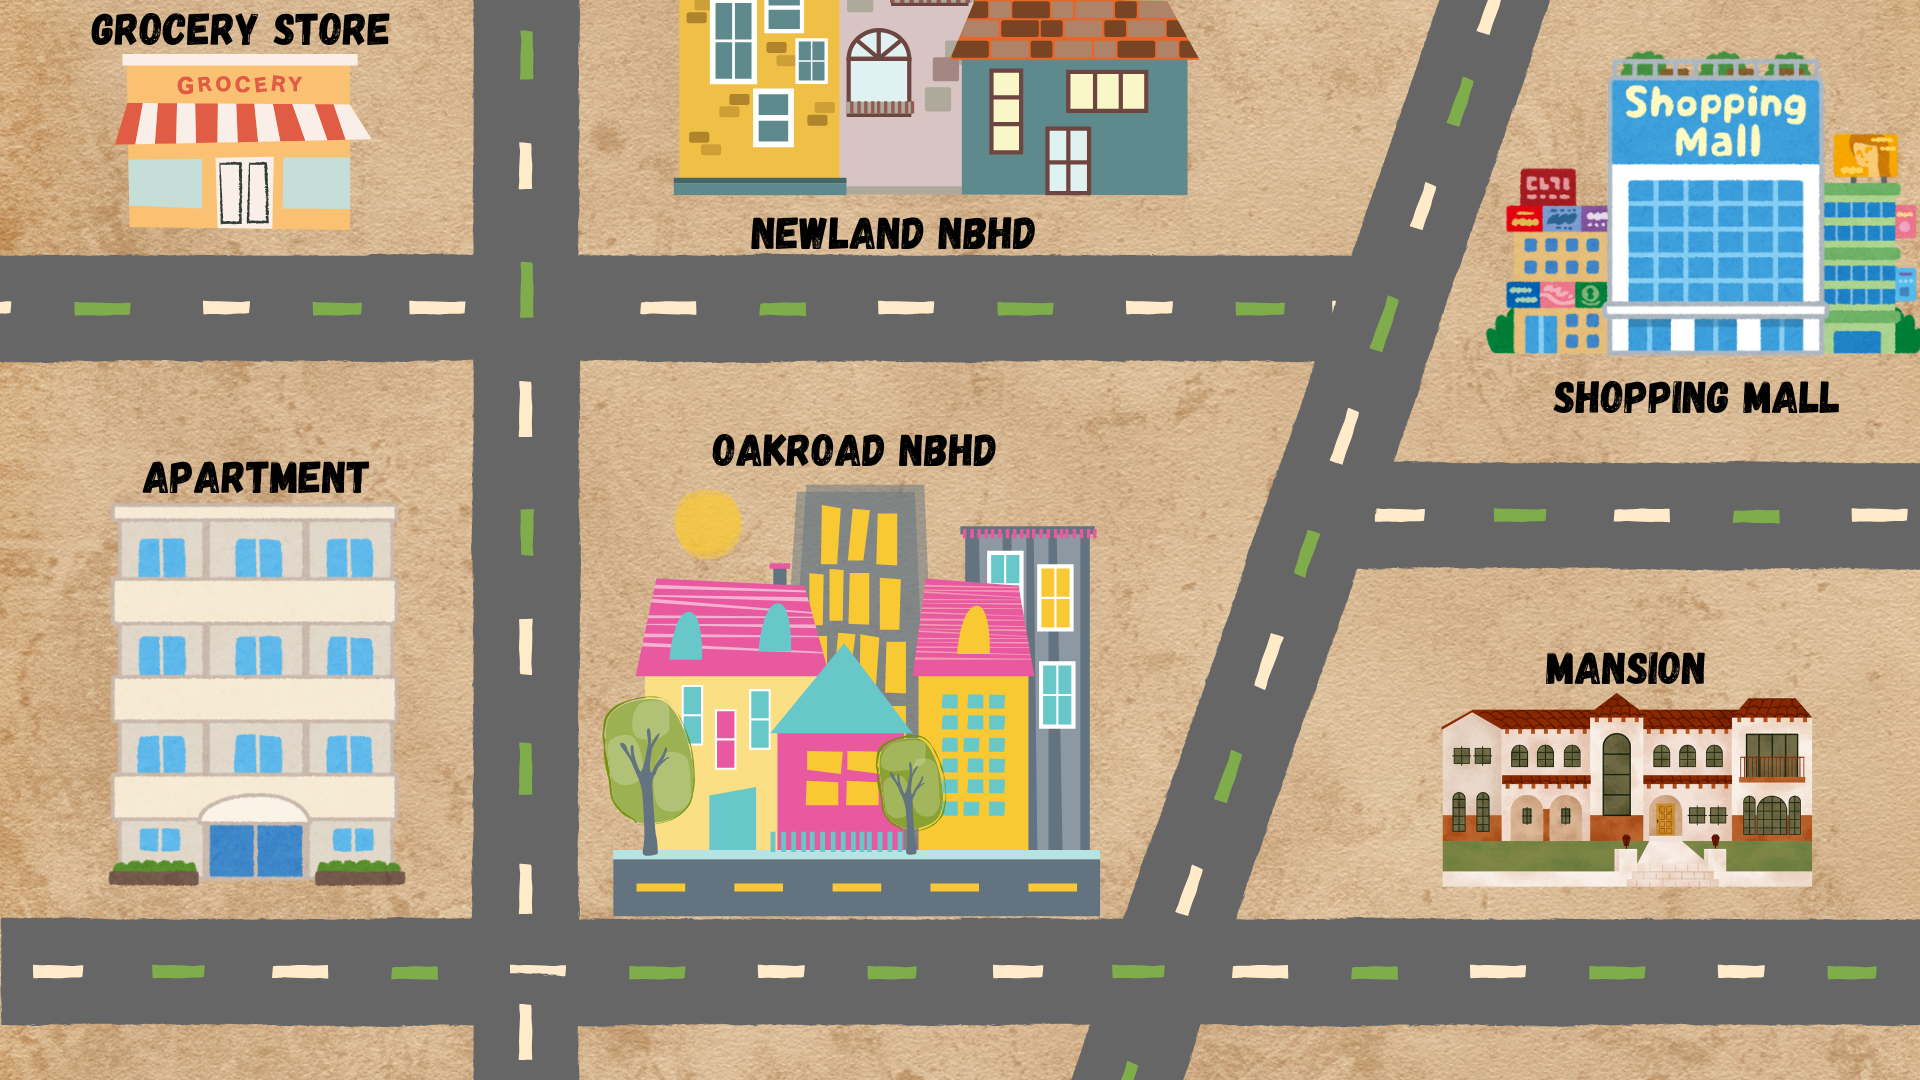 GROCERY STORE
GROCERY
NEWLAND NBHD
Shopping
Mall
SHOPPING MALL
OAKROAD NBHD
APARTMENT
MANSION